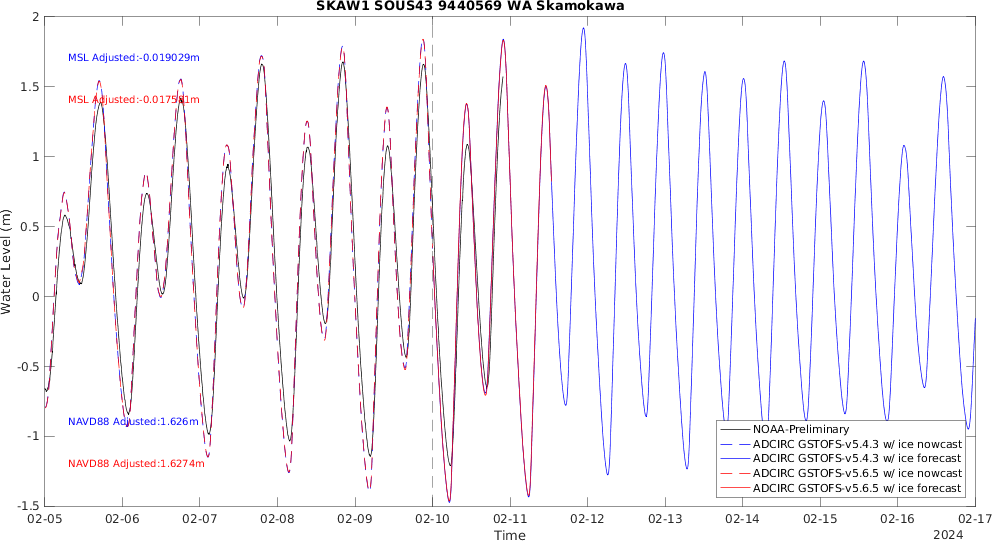 SKAW1 SOUS43 9440569 WA Skamokawa
Water Level (m)
2
1.5
1
0.5
0
-0.5
-1
-1.5
MSL Adjusted:-0.019029m
MSL Adjusted:-0.017581m
NAVD88 Adjusted:1.626m
NAVD88 Adjusted:1.6274m
NOAA-Preliminary
ADCIRC GSTOFS-v5.4.3 w/ ice nowcast
ADCIRC GSTOFS-v5.4.3 w/ ice forecast
ADCIRC GSTOFS-v5.6.5 w/ ice nowcast
ADCIRC GSTOFS-v5.6.5 w/ ice forecast
02-05 02-06 02-07 02-08 02-09 02-10 02-11 02-12 02-13 02-14 02-15 02-16 02-17
Time
2024